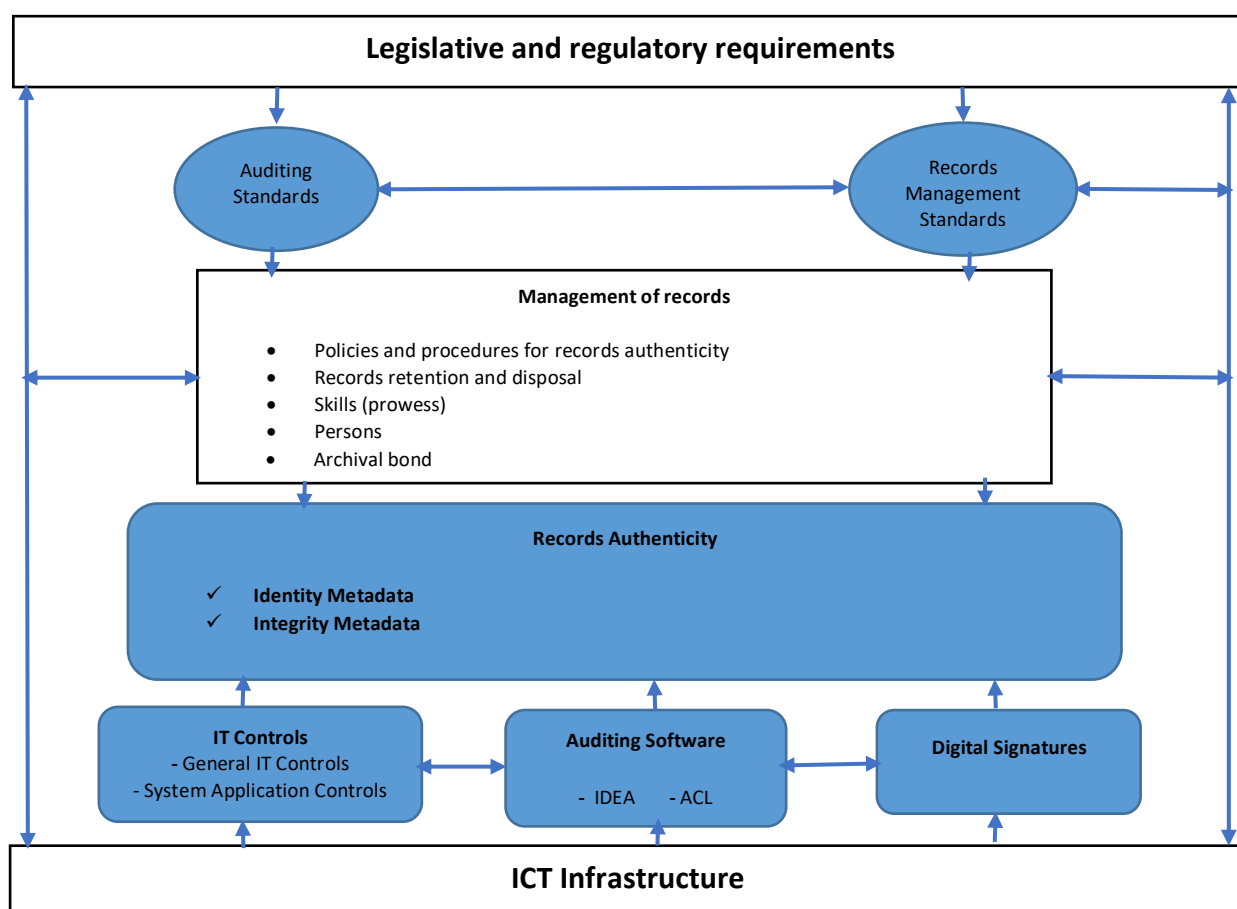 Legislative and regulatory requirements
Auditing
Standards
Records
Management
Standards
Management of records
• Policies and procedures for records authenticity
• Records retention and disposal
• Skills (prowess)
• Persons
• Archival bond
Records Authenticity
✓ Identity Metadata
✓ Integrity Metadata
IT Controls
- General IT Controls
- System Application Controls
Auditing Software
- IDEA - ACL
Digital Signatures
ICT Infrastructure